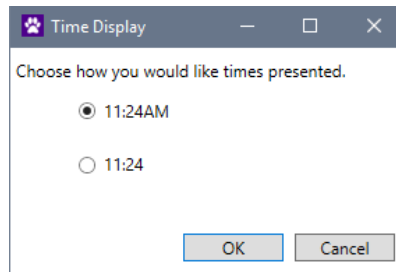 Time Display
Choose how you would like times presented.
11:24AM
11:24
OK Cancel